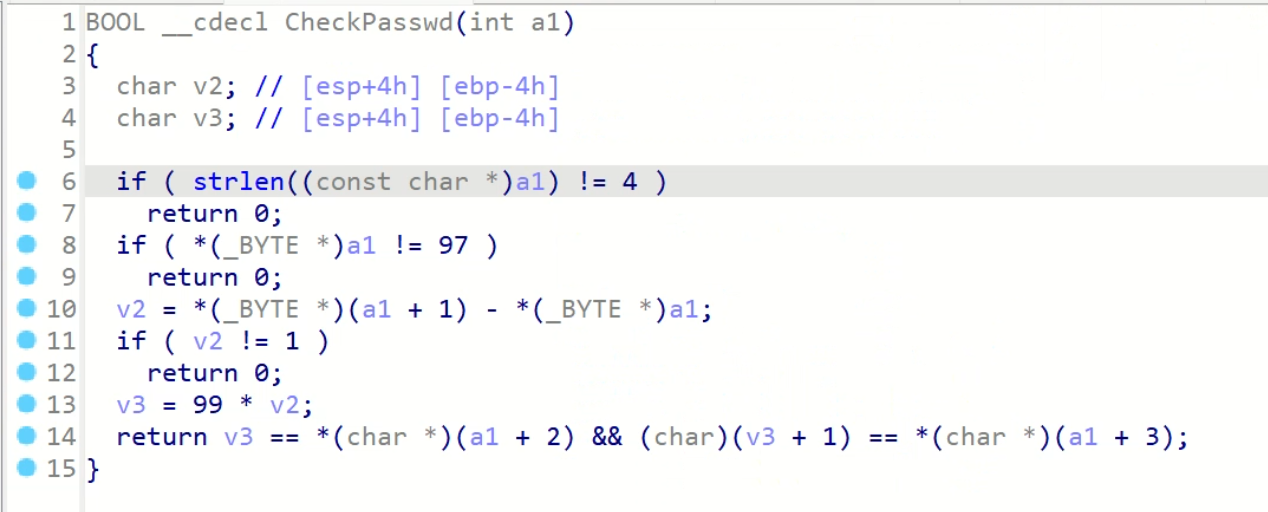 1 BOOL __cdecl CheckPasswd(int a1)
2 {
3   char v2; // [esp+4h] [ebp-4h]
4   char v3; // [esp+4h] [ebp-4h]
5
6   if ( strlen((const char *)a1) != 4 )
7     return 0;
8   if ( *(_BYTE *)a1 != 97 )
9     return 0;
10   v2 = *(_BYTE *)(a1 + 1) - *(_BYTE *)a1;
11   if ( v2 != 1 )
12     return 0;
13   v3 = 99 * v2;
14   return v3 == *(char *)(a1 + 2) && (char)(v3 + 1) == *(char *)(a1 + 3);
15 }